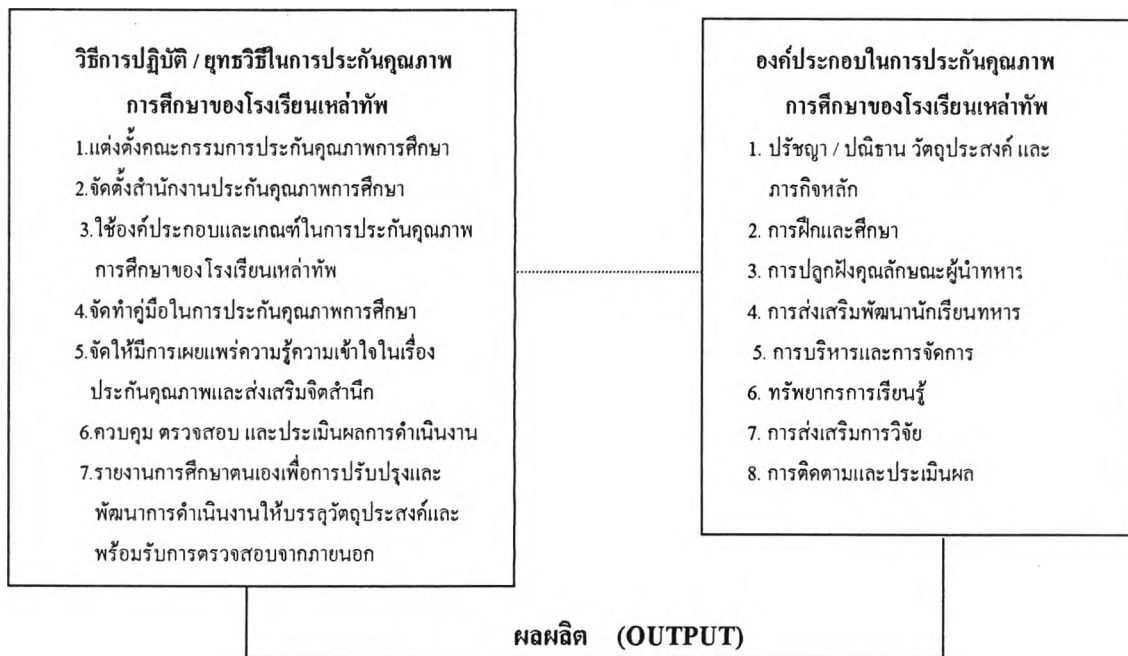 วิธีการปฏิบัติ / ยุทธวิธีในการประกันคุณภาพ
การศึกษาของโรงเรียนเหล่าทัพ
1.แต่งตั้งคณะกรรมการประกันคุณภาพการศึกษา
2.จัดตั้งสำนักงานประกันคุณภาพการศึกษา
3.ใช้องค์ประกอบและเกณฑ์ในการประกันคุณภาพ
การศึกษาของโรงเรียนเหล่าทัพ
4.จัดทำคู่มือในการประกันคุณภาพการศึกษา
5.จัดให้มีการเผยแพร่ความรู้ความเข้าใจในเรื่อง
ประกันคุณภาพและส่งเสริมจิตสำนึก
6.ควบคุม ตรวจสอบ และประเมินผลการดำเนินงาน
7.รายงานการศึกษาตนเองเพื่อการปรับปรุงและ
พัฒนาการดำเนินงานให้บรรลุวัตถุประสงค์และ
พร้อมรับการตรวจสอบจากภายนอก
องค์ประกอบในการประกันคุณภาพ
การศึกษาของโรงเรียนเหล่าทัพ
1. ปรัชญา / ปณิธาน วัตถุประสงค์ และ
ภารกิจหลัก
2. การฝึกและศึกษา
3. การปลูกฝังคุณลักษณะผู้นำทหาร
4. การส่งเสริมพัฒนานักเรียนทหาร
5. การบริหารและการจัดการ
6. ทรัพยากรการเรียนรู้
7. การส่งเสริมการวิจัย
8. การติดตามและประเมินผล
ผลผลิต (OUTPUT)